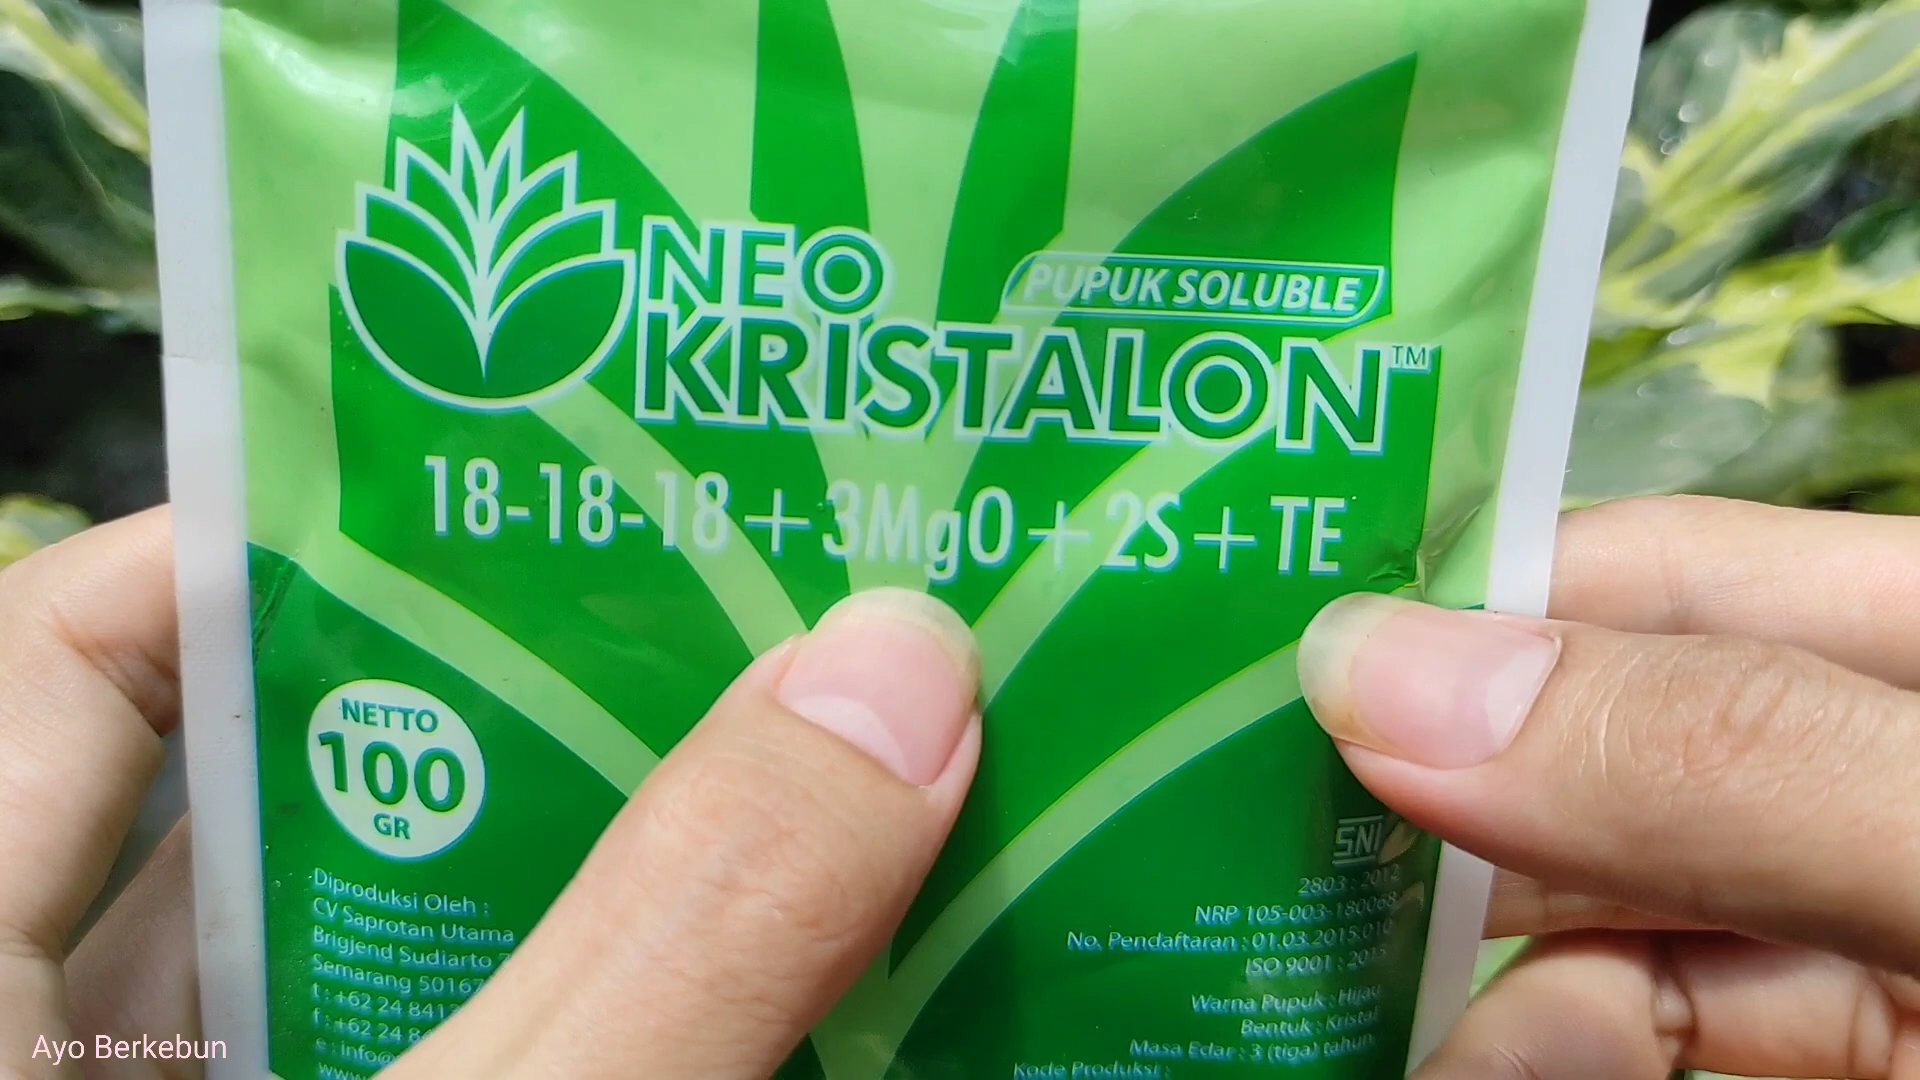 NEO
PUPUK SOLUBLE
KRISTALON™
18-18-18+3MgO+2S+TE
NETTO
100
GR
Diproduksi Oleh :
CV Saprotan Utama
Brigjend Sudiarto
Semarang 50167
t : +62 24 841
f : +62 24 8
e : info@
www
SNI
2803 : 2012
NRP 105-003-180068
No. Pendaftaran : 01.03.2015.010
ISO 9001 : 2015
Warna Pupuk : Hijau
Bentuk : Kristal
Masa Edar : 3 (tiga) tahun
Kode Produksi :
Ayo Berkebun